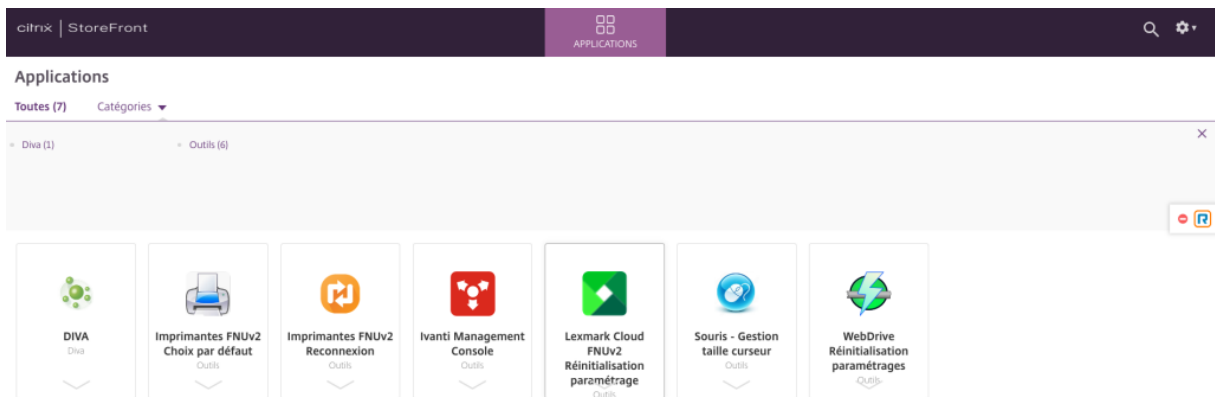 citrix | StoreFront
APPLICATIONS
Applications
Toutes (7) Catégories
Diva (1) Outils (6)
DIVA
Diva
Imprimantes FNUv2
Choix par défaut
Outils
Imprimantes FNUv2
Reconnexion
Outils
Ivanti Management
Console
Outils
Lexmark Cloud
FNUv2
Réinitialisation
paramétrage
Outils
Souris - Gestion
taille curseur
Outils
WebDrive
Réinitialisation
paramétrages
Outils